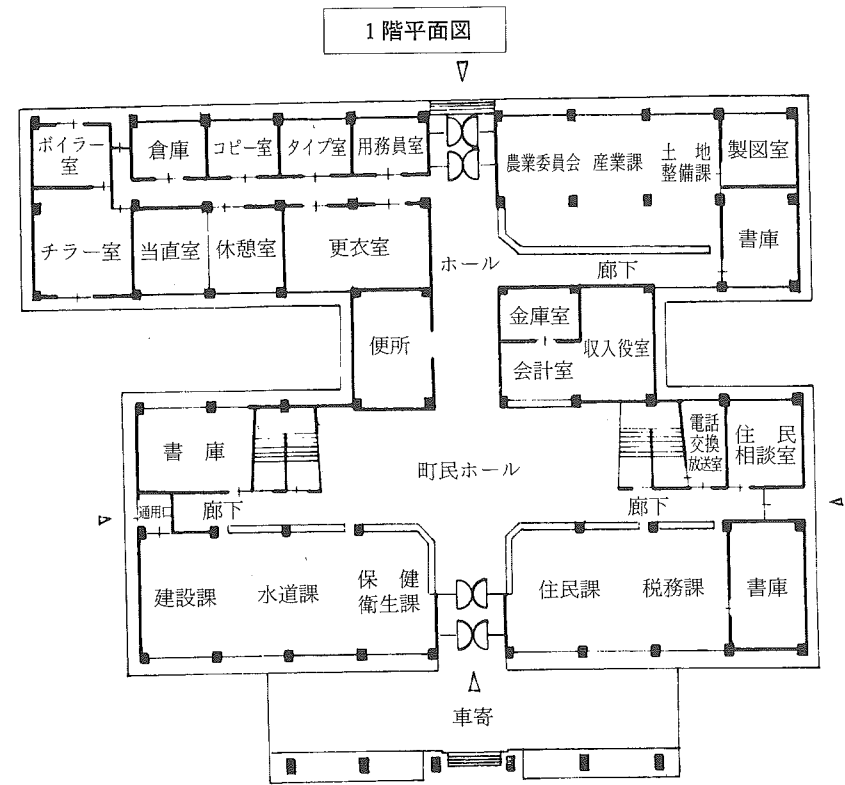 1階平面図
ボイラー
室
倉庫
コピー室
タイプ室
用務員室
農業委員会
産業課
土地
整備課
製図室
チラー室
当直室
休憩室
更衣室
ホール
廊下
書庫
便所
金庫室
会計室
収入役室
書庫
町民ホール
電話
交換
放送室
住民
相談室
通用口
廊下
廊下
建設課
水道課
保健
衛生課
住民課
税務課
書庫
車寄